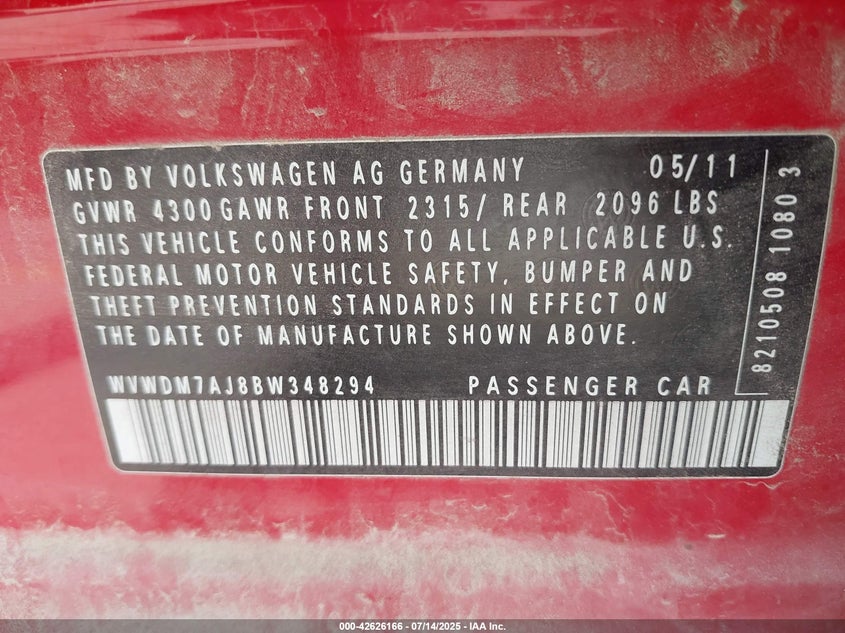 MFD BY VOLKSWAGEN AG GERMANY 05/11
GVWR 4300 GAWR FRONT 2315/ REAR 2096 LBS
THIS VEHICLE CONFORMS TO ALL APPLICABLE U.S.
FEDERAL MOTOR VEHICLE SAFETY, BUMPER AND
THEFT PREVENTION STANDARDS IN EFFECT ON
THE DATE OF MANUFACTURE SHOWN ABOVE.
WVWDM7AJ8BW348294 PASSENGER CAR
8210508 1080 3
000-42626166 - 07/14/2025 - IAA Inc.